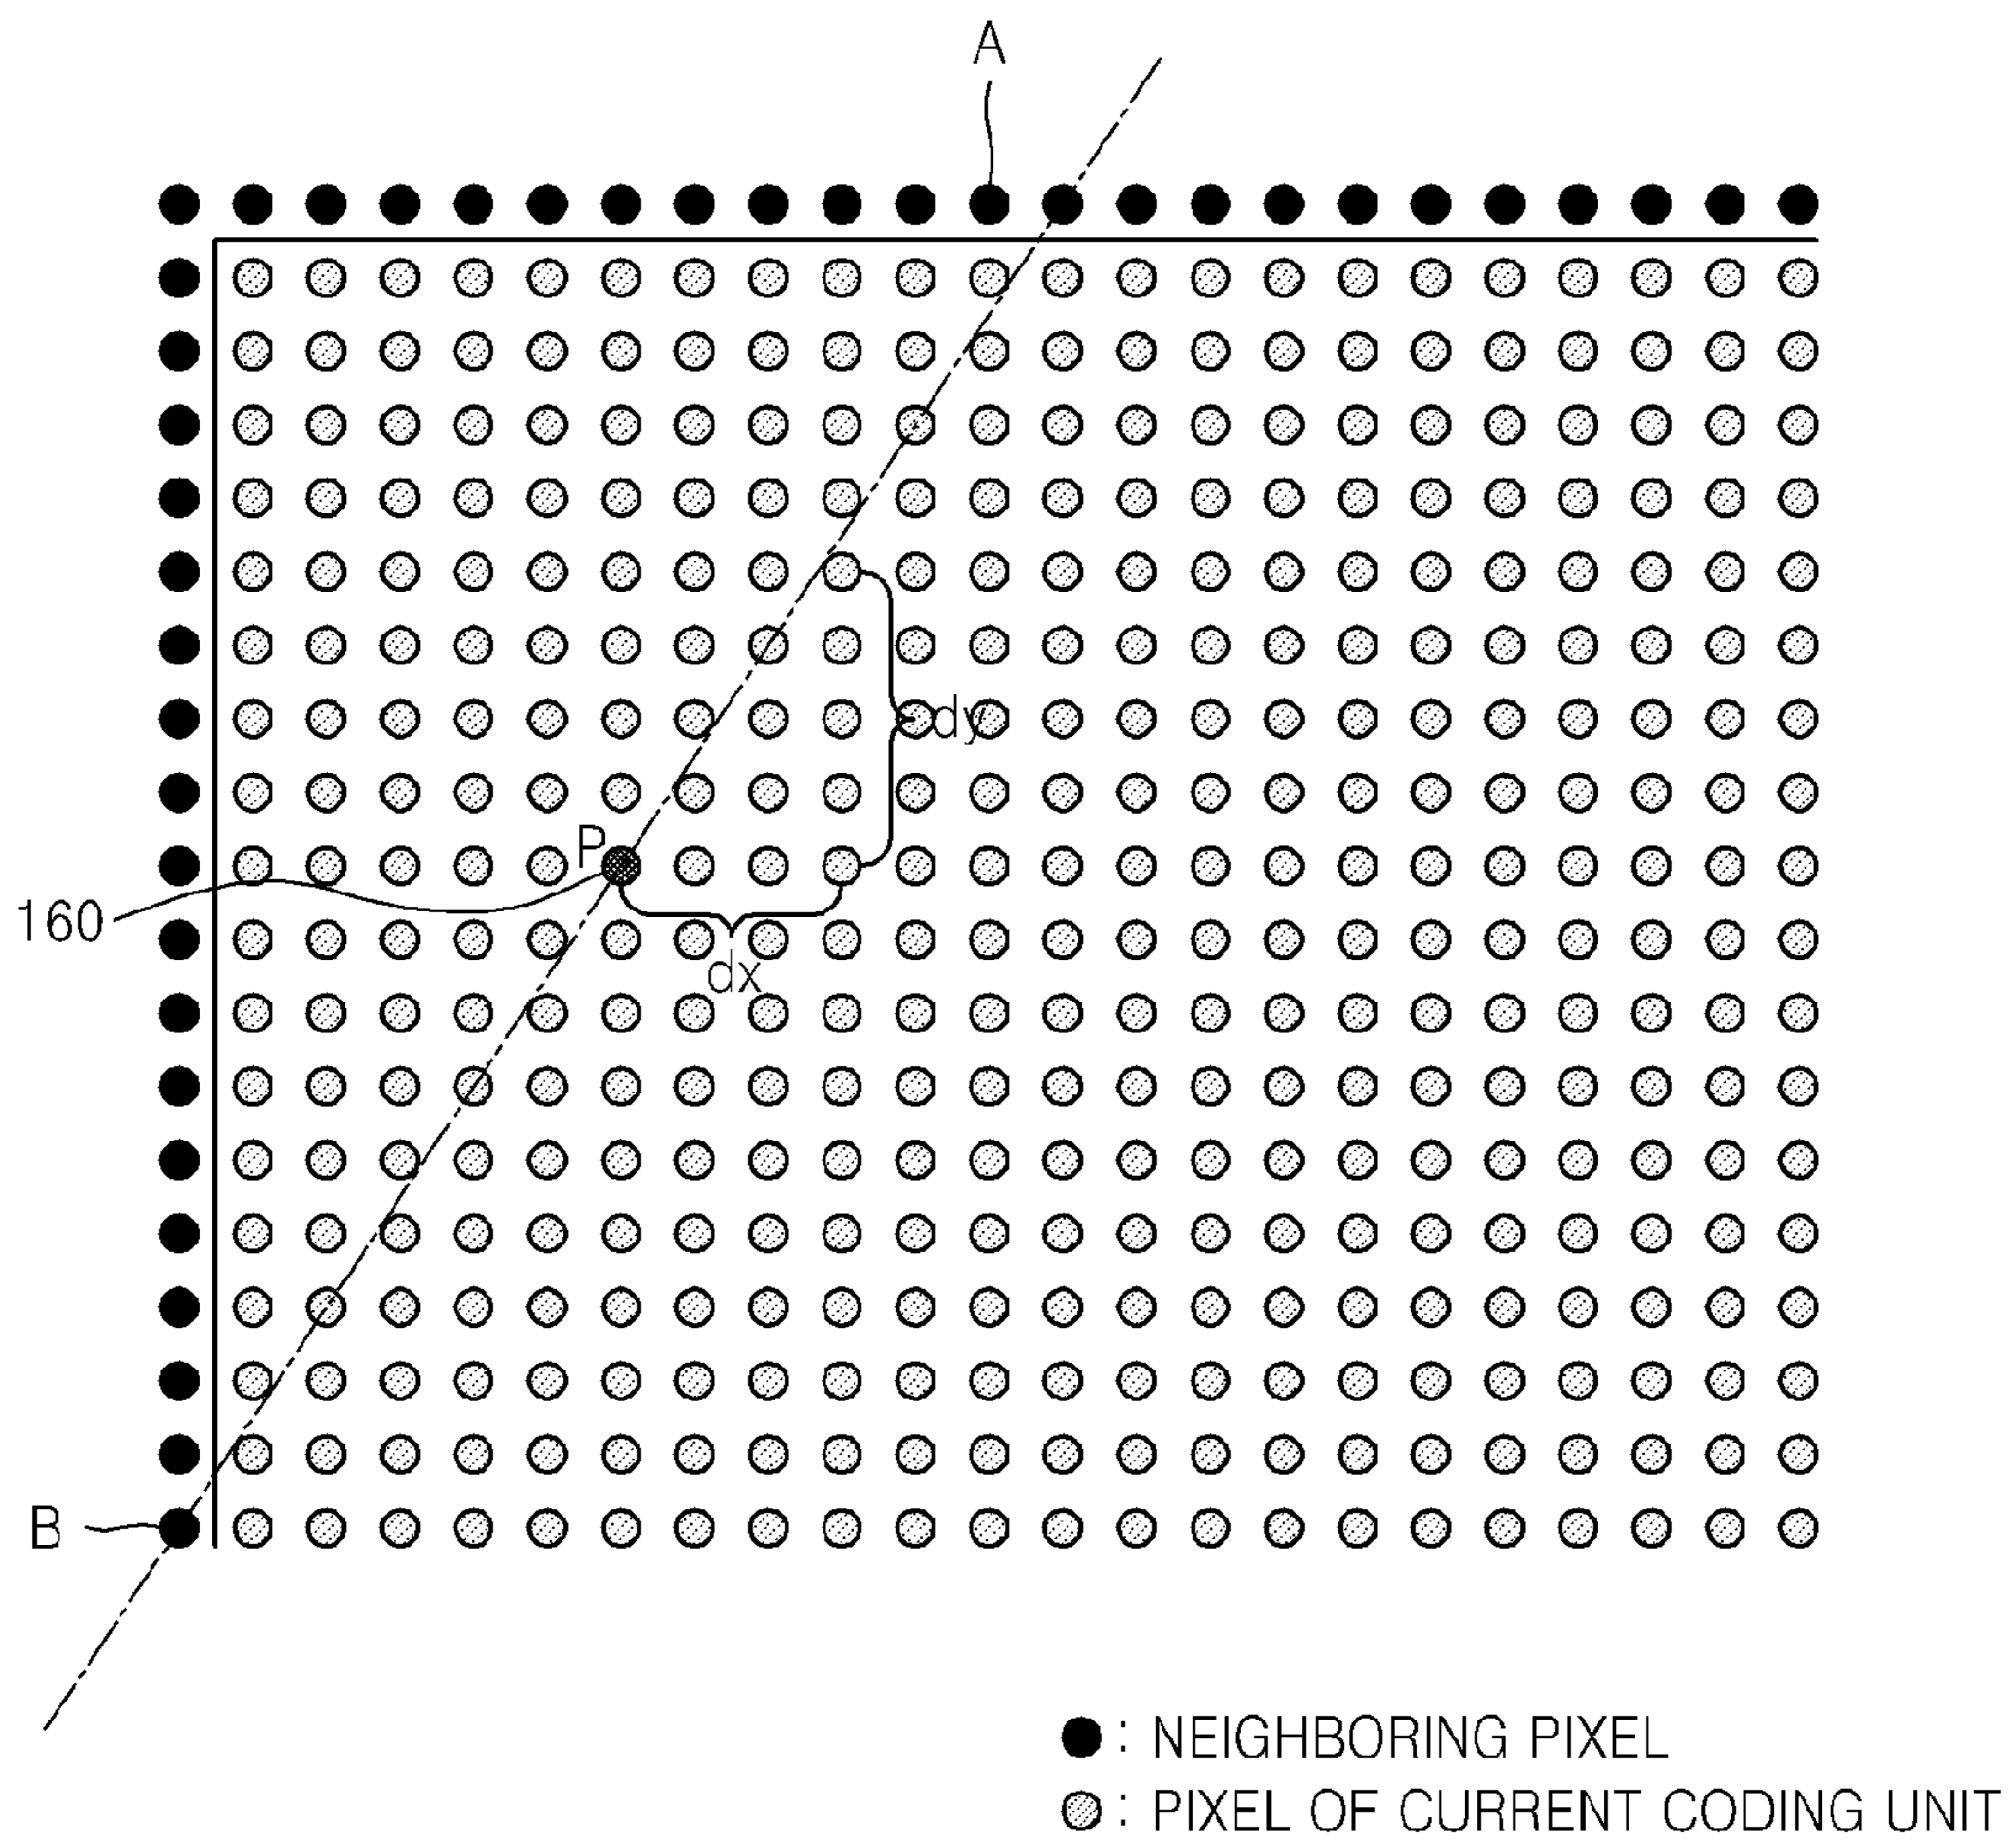 A
dy
P
160
dx
B
: NEIGHBORING PIXEL
: PIXEL OF CURRENT CODING UNIT